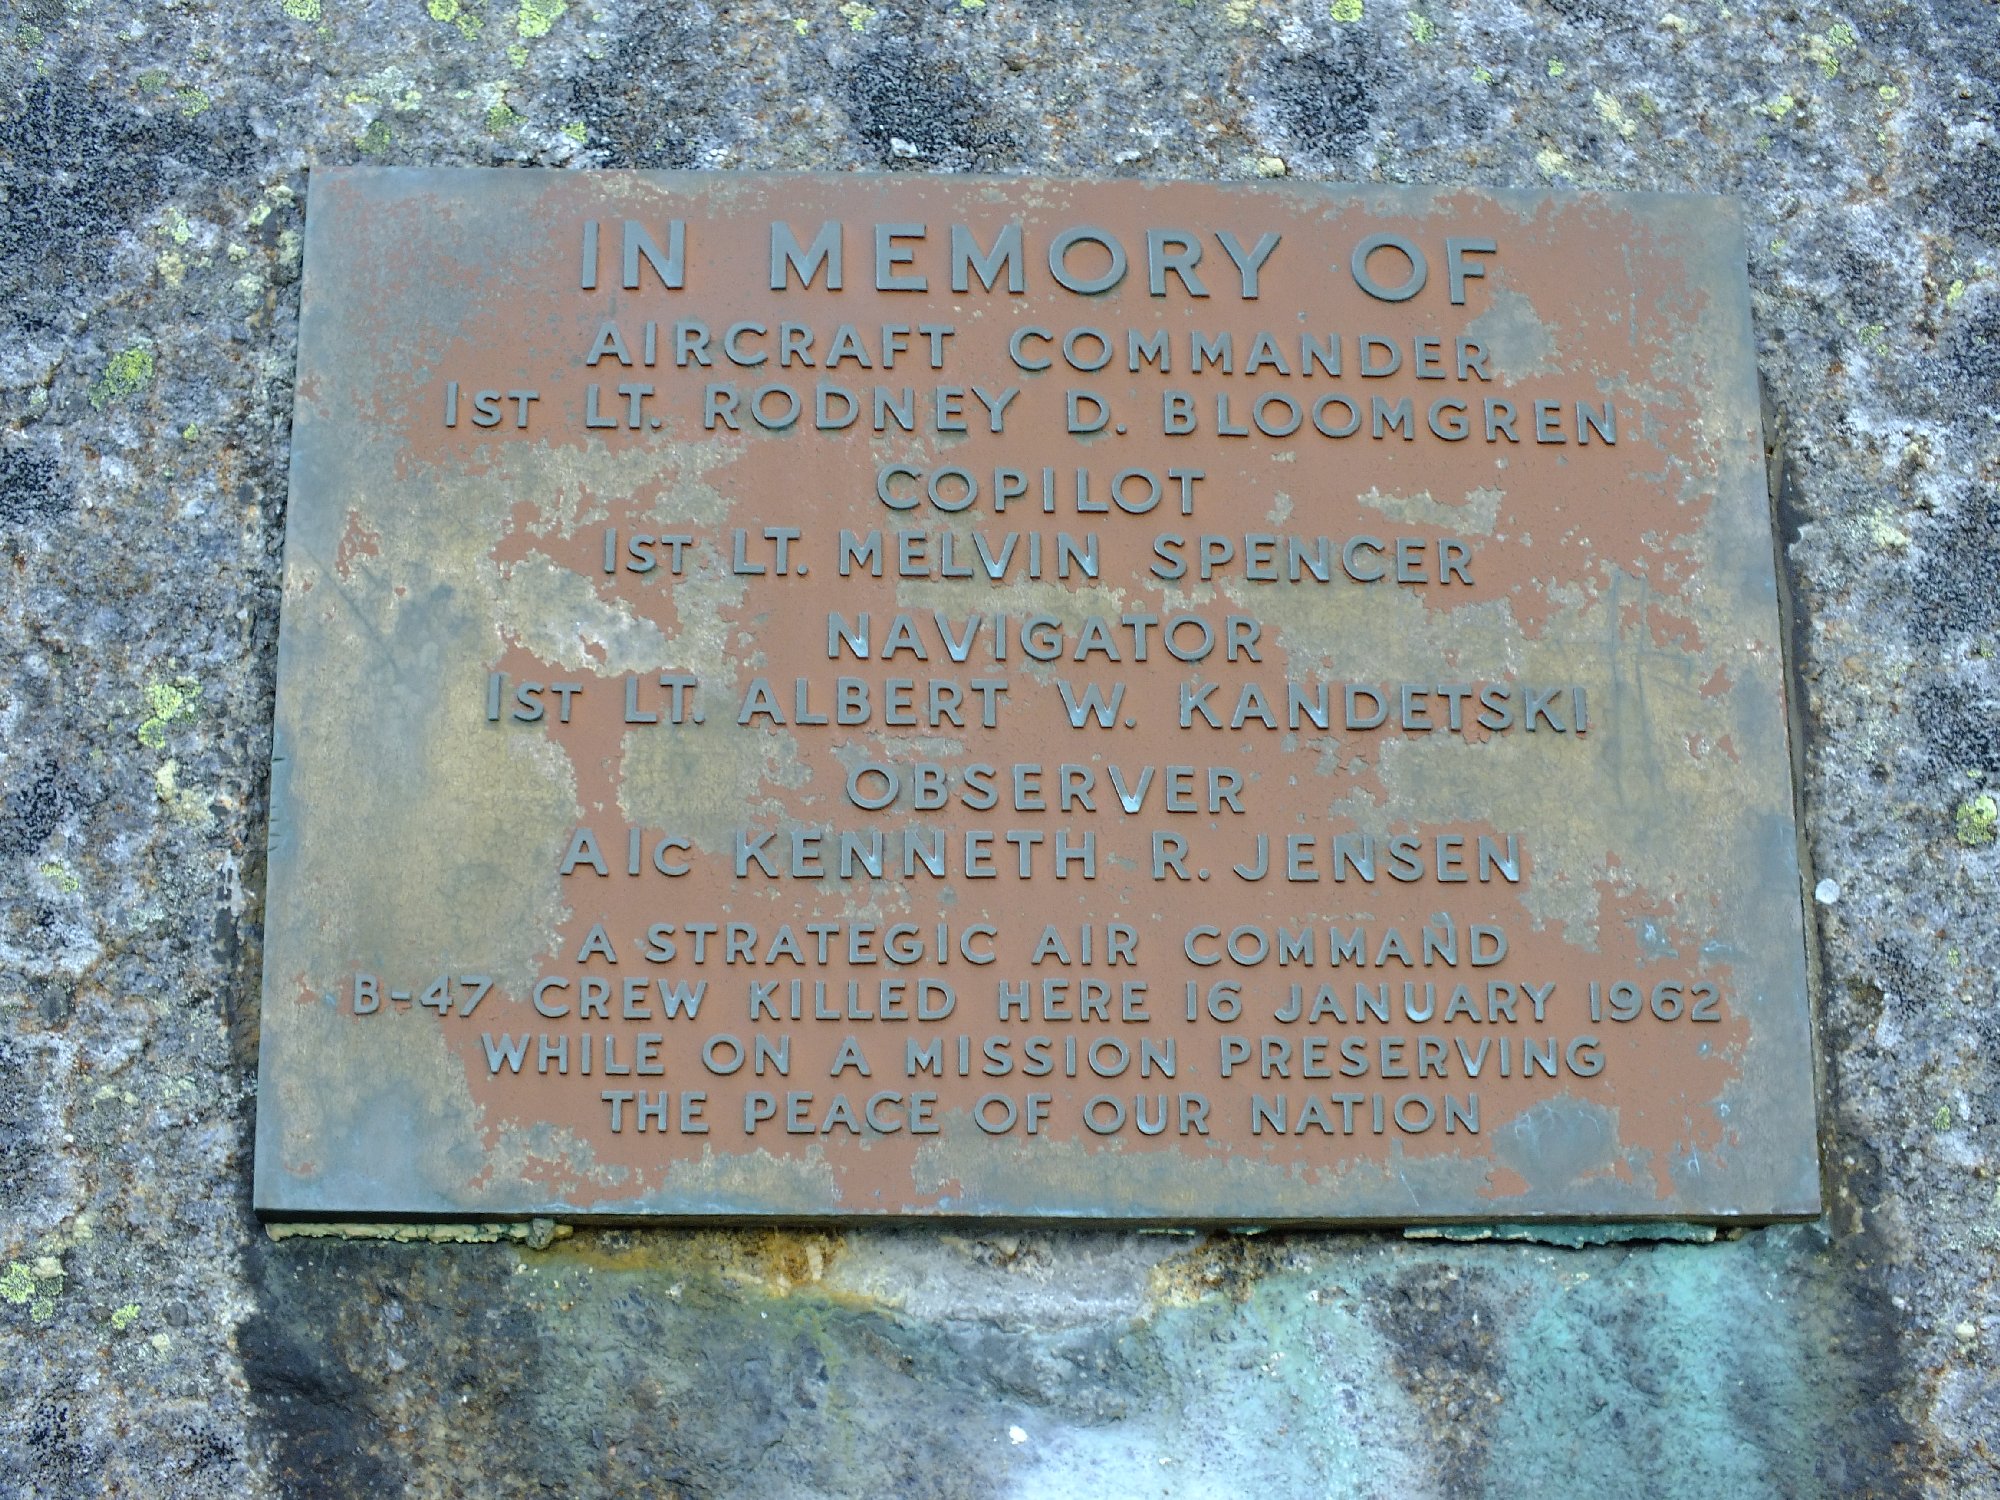 IN MEMORY OF
AIRCRAFT COMMANDER
1ST LT. RODNEY D. BLOOMGREN
COPILOT
1ST LT. MELVIN SPENCER
NAVIGATOR
1ST LT. ALBERT W. KANDETSKI
OBSERVER
A1C KENNETH R. JENSEN
A STRATEGIC AIR COMMAND
B-47 CREW KILLED HERE 16 JANUARY 1962
WHILE ON A MISSION PRESERVING
THE PEACE OF OUR NATION